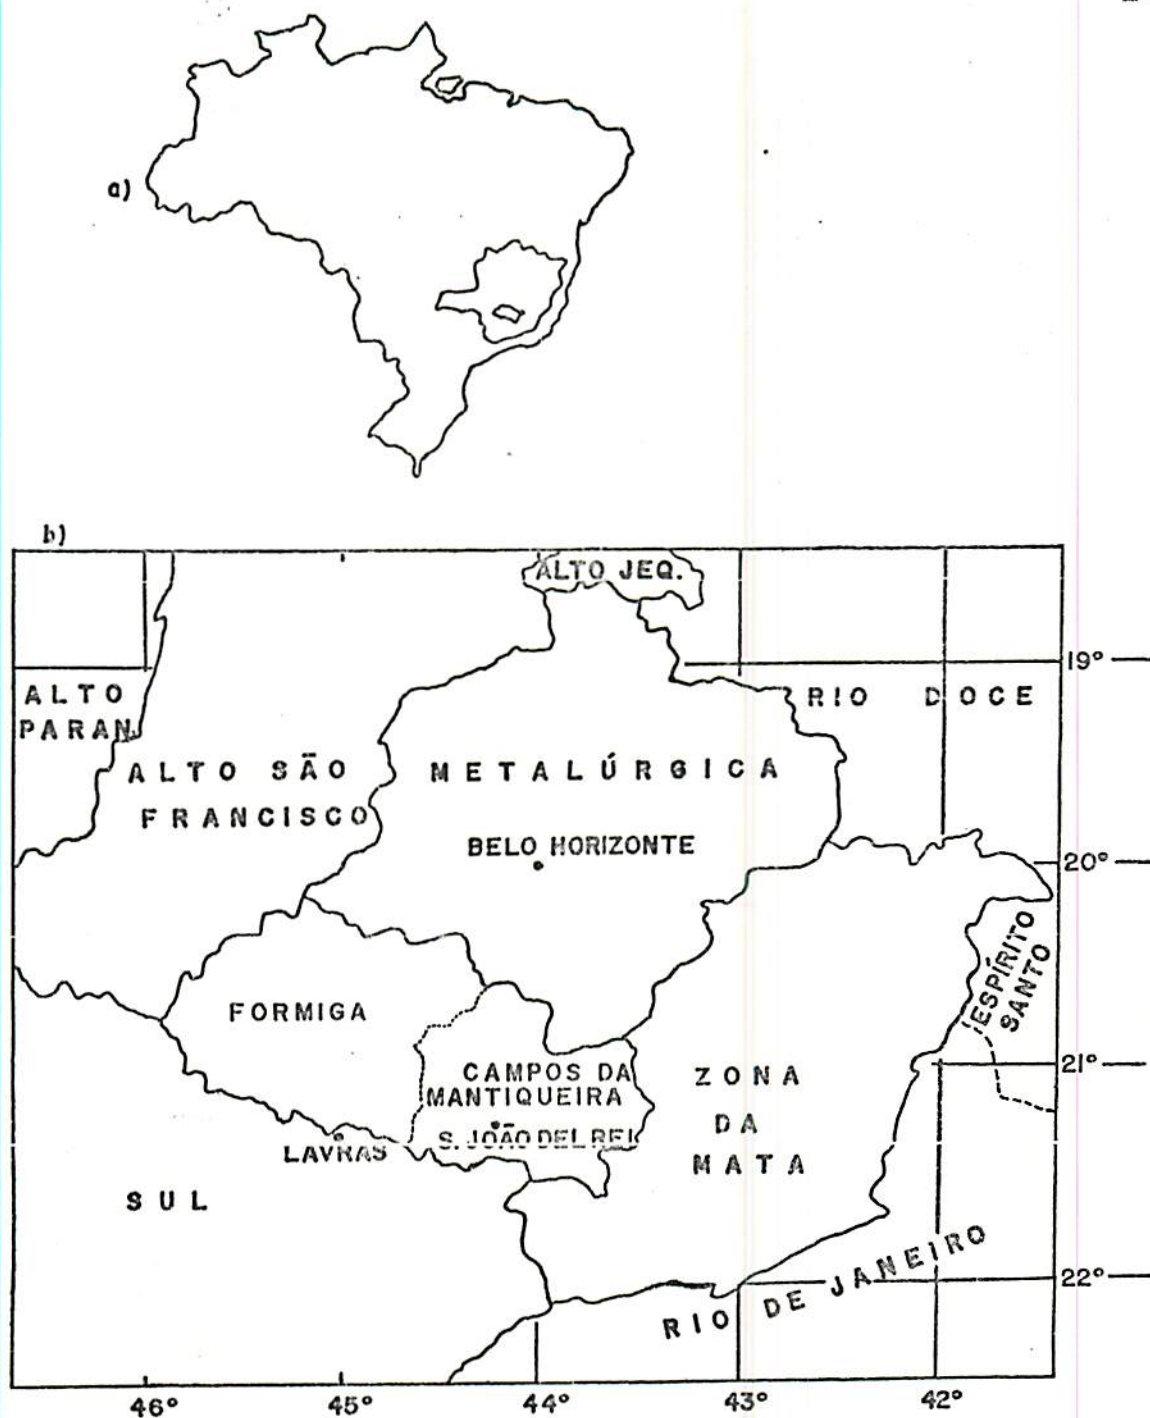 a)
b)
ALTO JEQ.
19°
ALTO
PARAN.
RIO DOCE
ALTO SÃO
FRANCISCO
METALÚRGICA
BELO HORIZONTE
20°
ESPÍRITO
SANTO
FORMIGA
CAMPOS DA
MANTIQUEIRA
S. JOÃO DEL REI
ZONA
DA
MATA
21°
LAVRAS
SUL
RIO DE JANEIRO
22°
46° 45° 44° 43° 42°